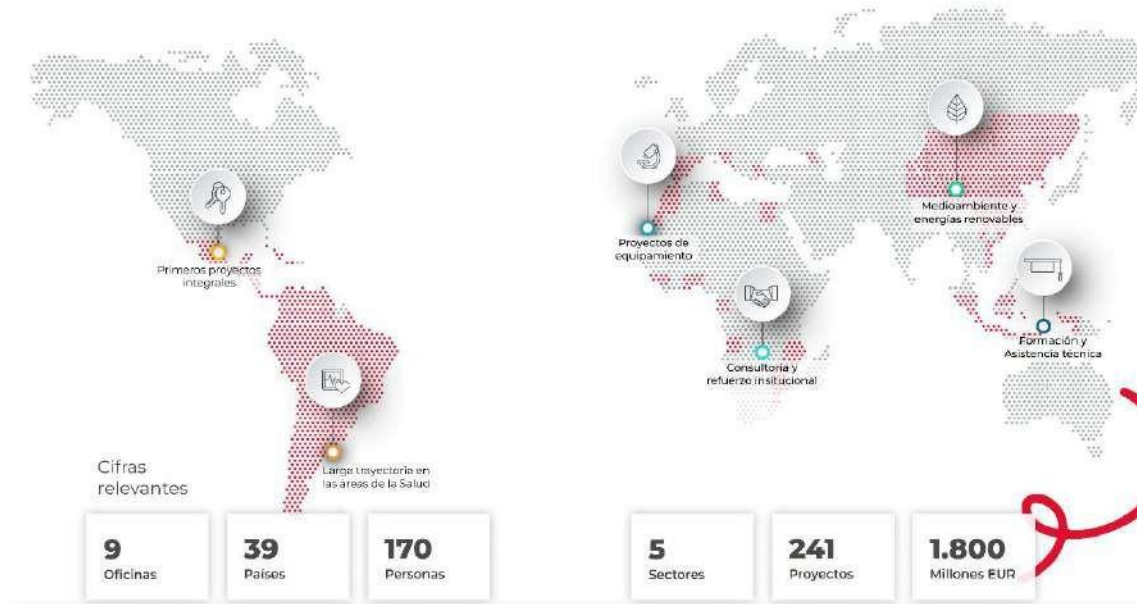 Primeros proyectos
integrales
Larga trayectoria en
las áreas de la Salud
Proyectos de
equipamiento
Consultoría y
refuerzo insitucional
Medioambiente y
energías renovables
Formación y
Asistencia técnica
Cifras
relevantes
9
Oficinas
39
Países
170
Personas
5
Sectores
241
Proyectos
1.800
Millones EUR